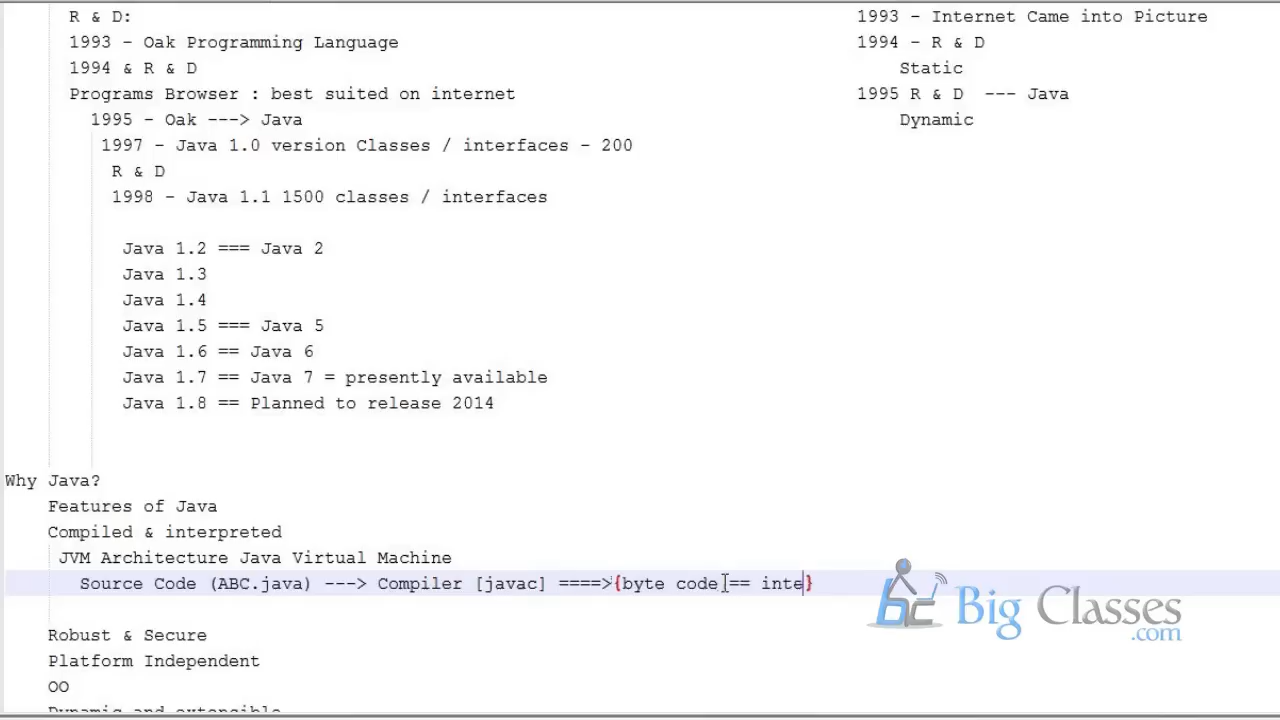 R & D:
1993 - Oak Programming Language
1994 & R & D
Programs Browser : best suited on internet
1995 - Oak ---> Java
1997 - Java 1.0 version Classes / interfaces - 200
R & D
1998 - Java 1.1 1500 classes / interfaces
Java 1.2 === Java 2
Java 1.3
Java 1.4
Java 1.5 === Java 5
Java 1.6 == Java 6
Java 1.7 == Java 7 = presently available
Java 1.8 == Planned to release 2014
1993 - Internet Came into Picture
1994 - R & D
Static
1995 R & D --- Java
Dynamic
Why Java?
Features of Java
Compiled & interpreted
JVM Architecture Java Virtual Machine
Source Code (ABC.java) ---> Compiler [javac] ====>{byte code == inte}
Robust & Secure
Platform Independent
OO
Dynamic and extensible
bc Big Classes
.com